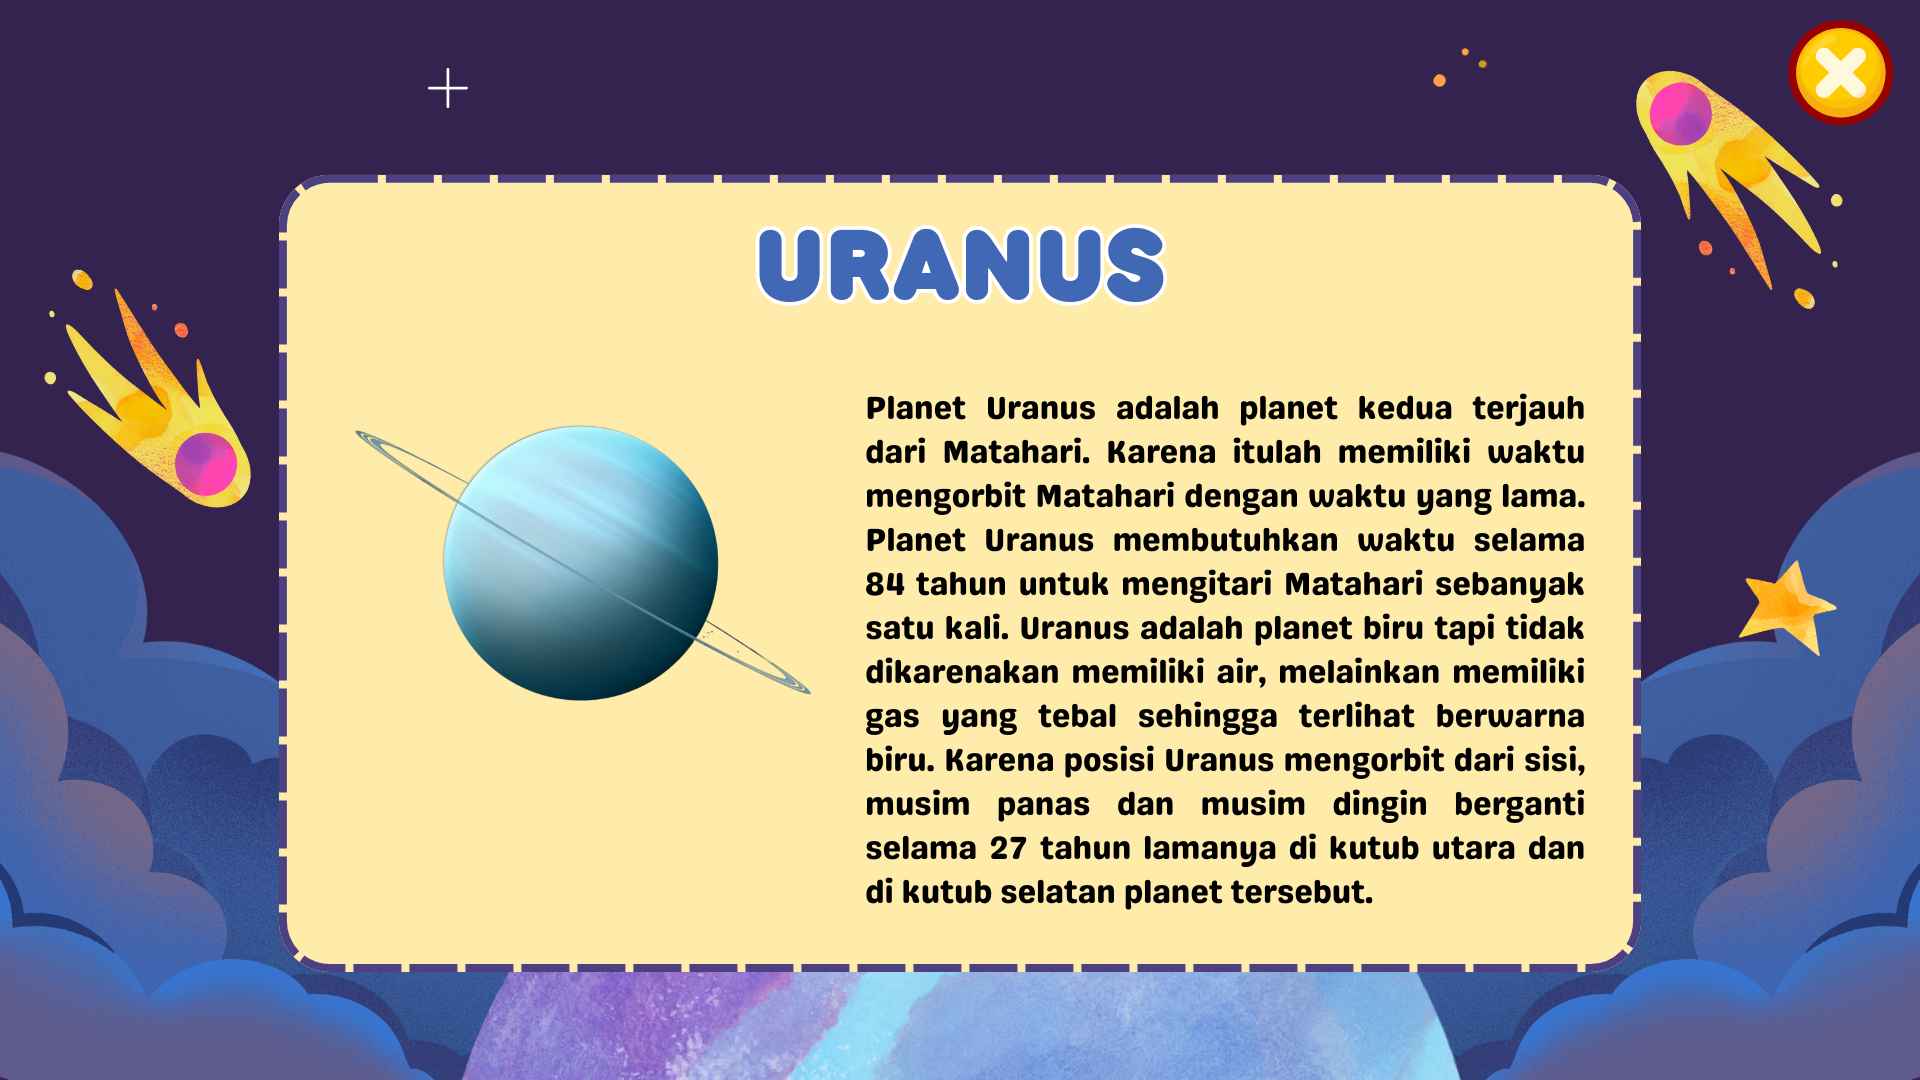 URANUS
Planet Uranus adalah planet kedua terjauh
dari Matahari. Karena itulah memiliki waktu
mengorbit Matahari dengan waktu yang lama.
Planet Uranus membutuhkan waktu selama
84 tahun untuk mengitari Matahari sebanyak
satu kali. Uranus adalah planet biru tapi tidak
dikarenakan memiliki air, melainkan memiliki
gas yang tebal sehingga terlihat berwarna
biru. Karena posisi Uranus mengorbit dari sisi,
musim panas dan musim dingin berganti
selama 27 tahun lamanya di kutub utara dan
di kutub selatan planet tersebut.